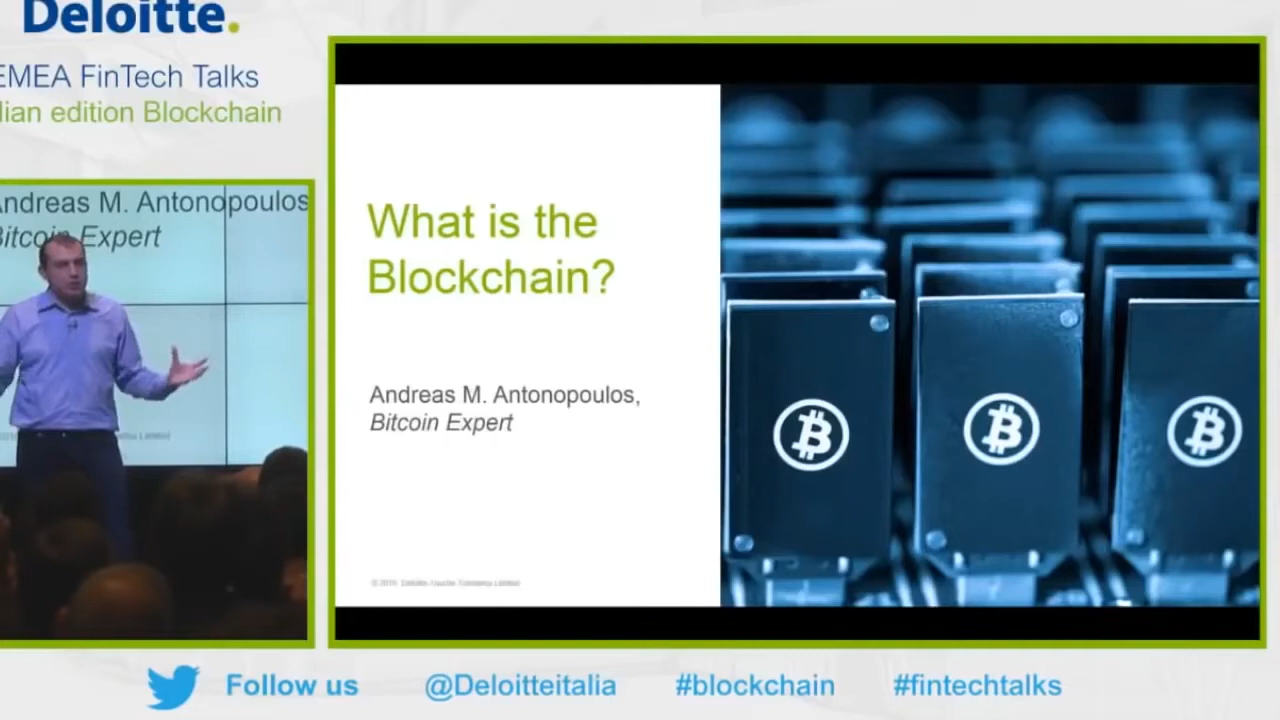 Deloitte.
EMEA FinTech Talks
lian edition Blockchain
Andreas M. Antonopoulos
Bitcoin Expert
What is the
Blockchain?
Andreas M. Antonopoulos,
Bitcoin Expert
Follow us @Deloitteitalia #blockchain #fintechtalks